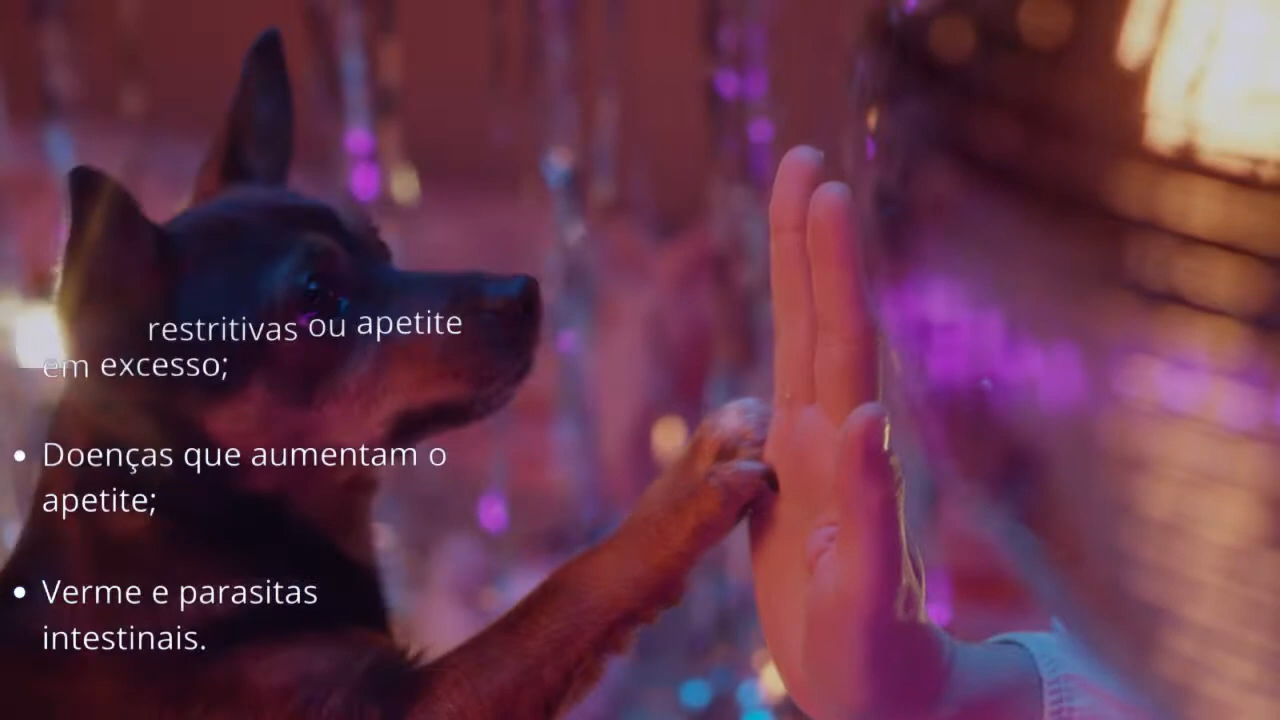 restritivas ou apetite
em excesso;
• Doenças que aumentam o
apetite;
• Verme e parasitas
intestinais.